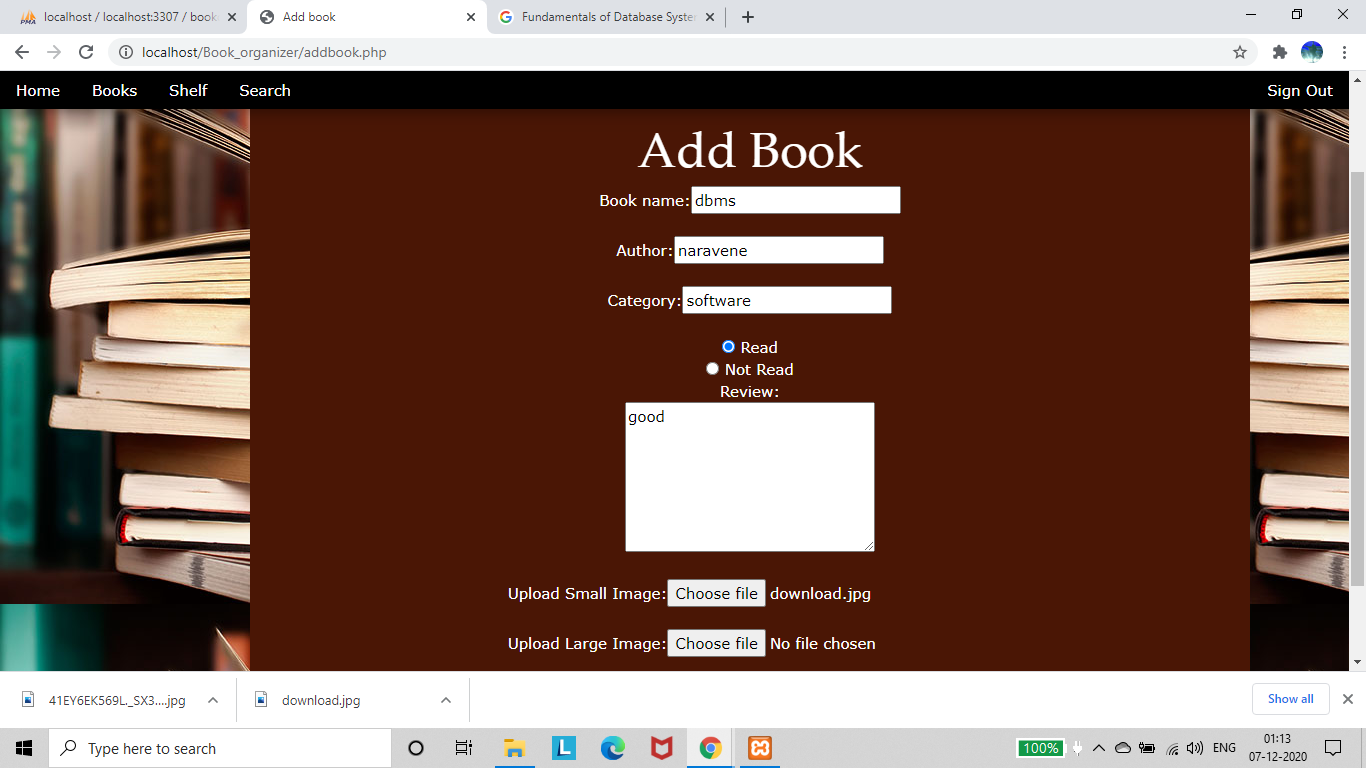 localhost / localhost:3307 / book
Add book
Fundamentals of Database Syste
localhost/Book_organizer/addbook.php
Home Books Shelf Search Sign Out
Add Book
Book name: dbms
Author: naravene
Category: software
Read
Not Read
Review:
good
Upload Small Image: Choose file download.jpg
Upload Large Image: Choose file No file chosen
41EY6EK569L._SX3....jpg download.jpg Show all
Type here to search
100% ENG
01:13
07-12-2020